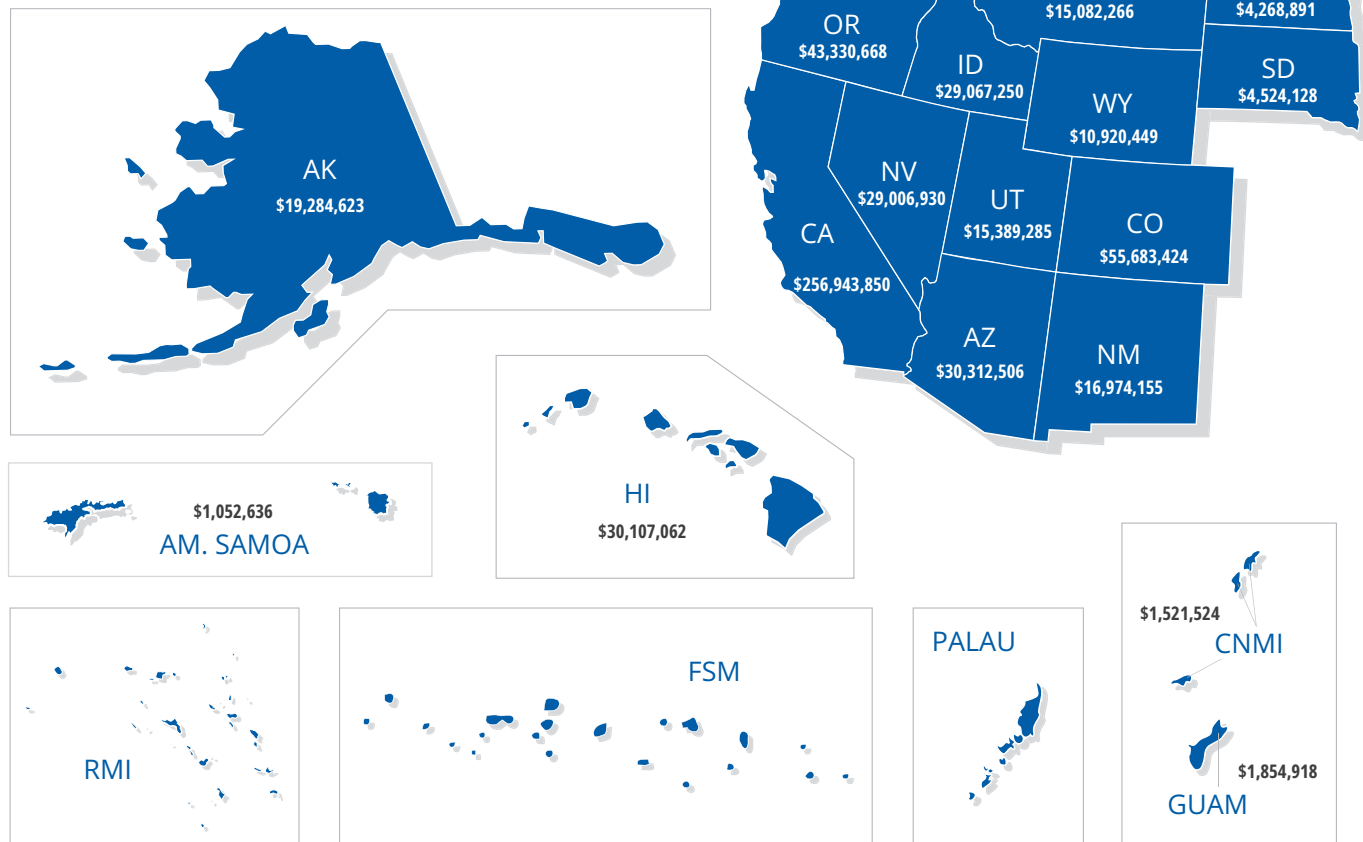 $15,082,266
$4,268,891
OR
$43,330,668
ID
$29,067,250
SD
$4,524,128
WY
$10,920,449
AK
$19,284,623
NV
$29,006,930
UT
$15,389,285
CO
$55,683,424
CA
$256,943,850
AZ
$30,312,506
NM
$16,974,155
HI
$30,107,062
$1,052,636
AM. SAMOA
$1,521,524
CNMI
PALAU
FSM
RMI
$1,854,918
GUAM